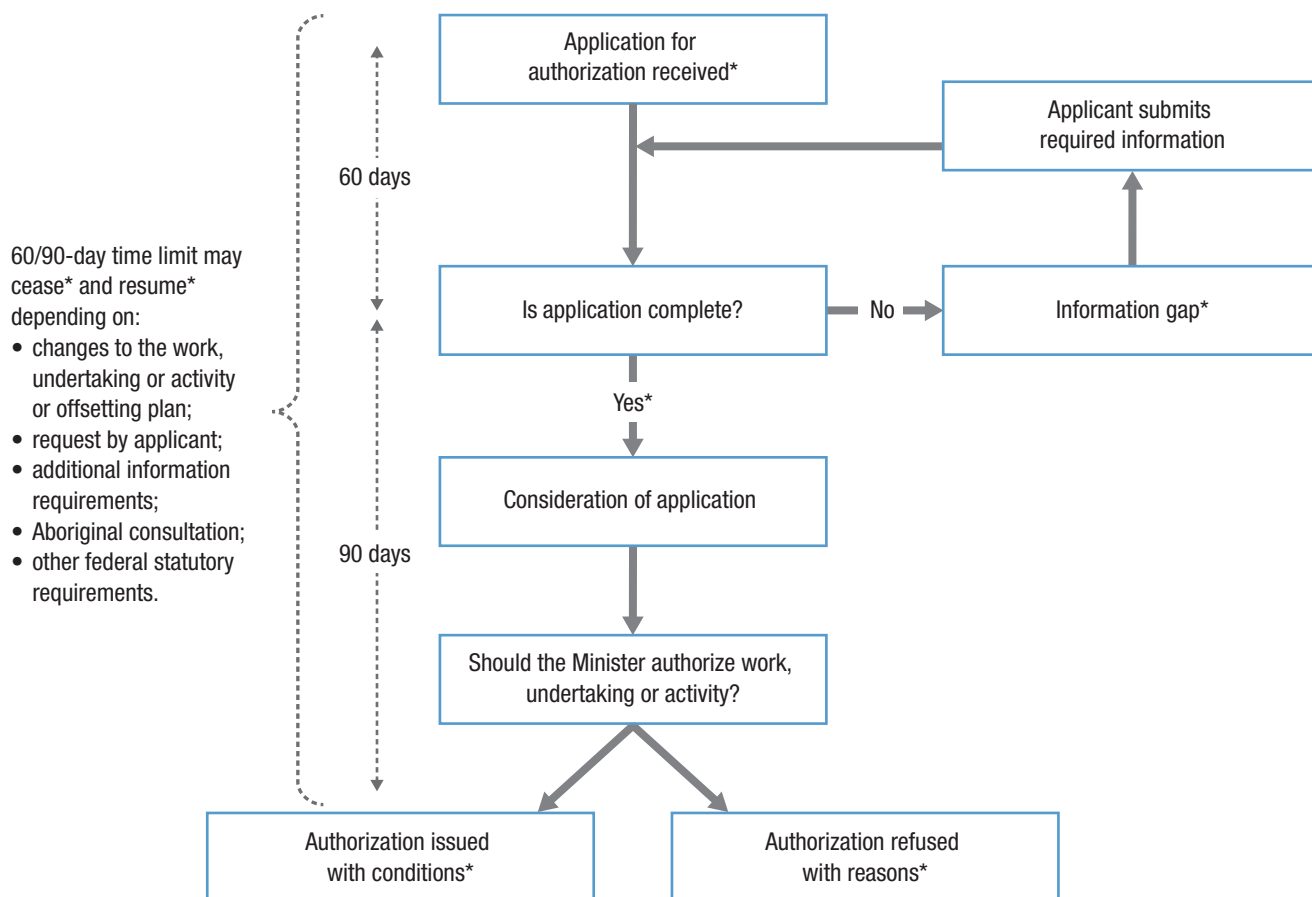 Application for
authorization received*
Applicant submits
required information
60 days
60/90-day time limit may
cease* and resume*
depending on:
• changes to the work,
undertaking or activity
or offsetting plan;
• request by applicant;
• additional information
requirements;
• Aboriginal consultation;
• other federal statutory
requirements.
Is application complete?
No
Information gap*
Yes*
Consideration of application
90 days
Should the Minister authorize work,
undertaking or activity?
Authorization issued
with conditions*
Authorization refused
with reasons*